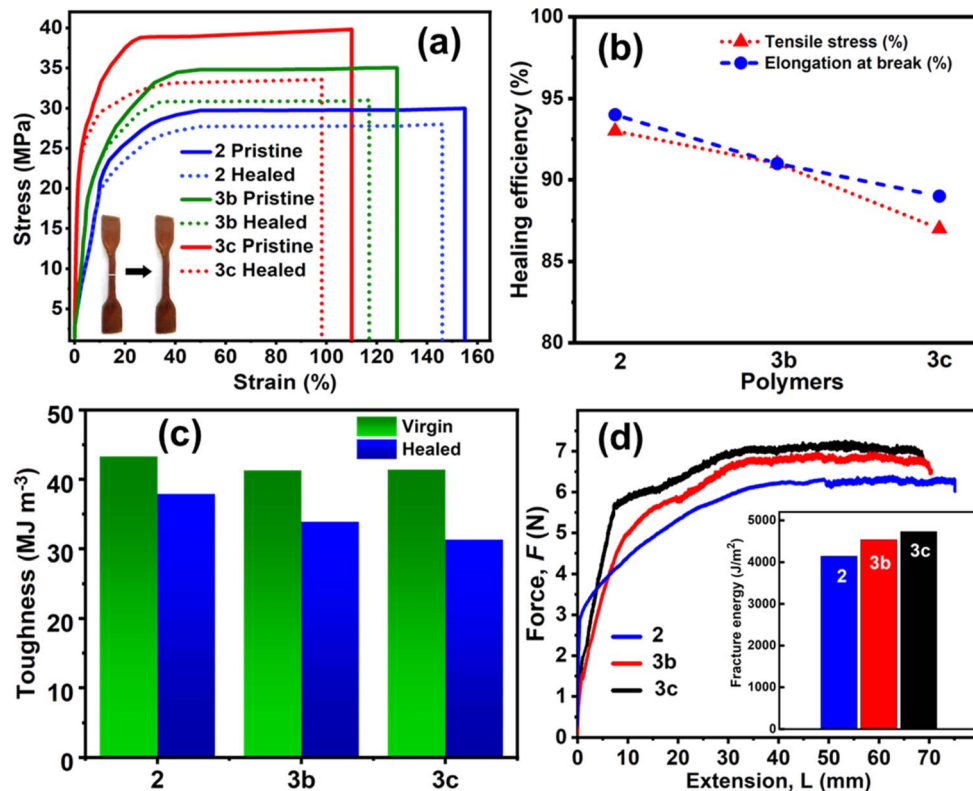 (a)
40
35
30
25
20
15
10
5
Stress (MPa)
2 Pristine
2 Healed
3b Pristine
3b Healed
3c Pristine
3c Healed
0 20 40 60 80 100 120 140 160
Strain (%)
(b)
100
95
90
85
80
Healing efficiency (%)
Tensile stress (%)
Elongation at break (%)
2 3b 3c
Polymers
(c)
50
40
30
20
10
0
Toughness (MJ m⁻³)
Virgin
Healed
2 3b 3c
(d)
7
6
5
4
3
2
1
0
Force, F (N)
2
3b
3c
0 10 20 30 40 50 60 70
Extension, L (mm)
5000
4000
3000
2000
1000
0
Fracture energy (J/m²)
2
3b
3c